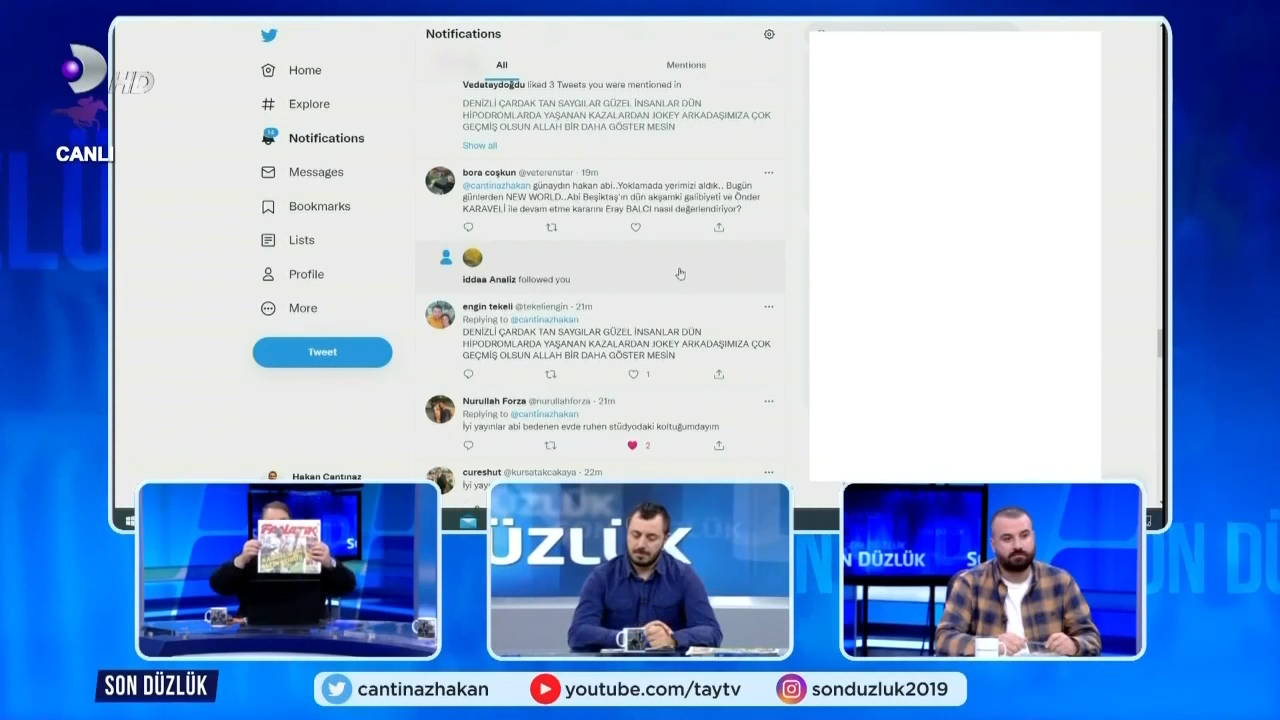 Notifications
All
Mentions
Home
Explore
14
Notifications
Messages
Bookmarks
Lists
Profile
More
Tweet
Hakan Cantınaz
Vedataydoğdu liked 3 Tweets you were mentioned in
DENİZLİ ÇARDAK TAN SAYGILAR GÜZEL İNSANLAR DÜN
HİPODROMLARDA YAŞANAN KAZALARDAN JOKEY ARKADAŞIMIZA ÇOK
GEÇMİŞ OLSUN ALLAH BİR DAHA GÖSTER MESİN
Show all
bora coşkun @veterenstar · 19m
@cantinazhakan günaydın hakan abi..Yoklamada yerimizi aldık.. Bugün
günlerden NEW WORLD..Abi Beşiktaş'ın dün akşamki galibiyeti ve Önder
KARAVELİ ile devam etme kararını Eray BALCI nasıl değerlendiriyor?
iddaa Analiz followed you
engin tekeli @tekeliengin · 21m
Replying to @cantinazhakan
DENİZLİ ÇARDAK TAN SAYGILAR GÜZEL İNSANLAR DÜN
HİPODROMLARDA YAŞANAN KAZALARDAN JOKEY ARKADAŞIMIZA ÇOK
GEÇMİŞ OLSUN ALLAH BİR DAHA GÖSTER MESİN
1
Nurullah Forza @nurullahforza · 21m
Replying to @cantinazhakan
İyi yayınlar abi bedenen evde ruhen stüdyodaki koltuğumdayım
2
cureshut @kursatakcakaya · 22m
İyi yay
HD
CANLI
FANATİK
ÜZLÜK
DÜZLÜK
N DÜZLÜK
SON DÜZLÜK
cantinazhakan
youtube.com/taytv
sonduzluk2019